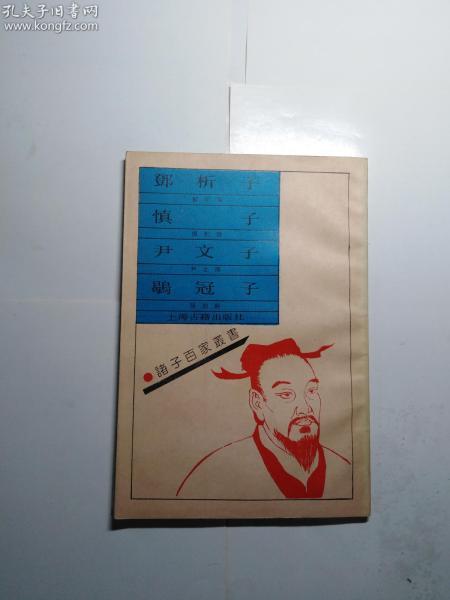 孔夫子旧书网
www.kongfz.com
鄧析子
慎子
尹文子
鶡冠子
上海古籍出版社
諸子百家叢書